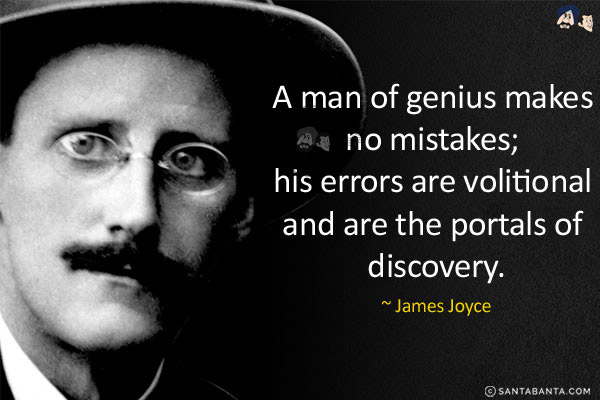 A man of genius makes
no mistakes;
his errors are volitional
and are the portals of
discovery.
~ James Joyce
© SANTABANTA.COM